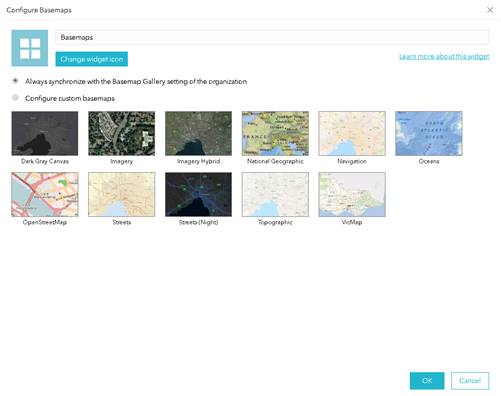 Configure Basemaps
Basemaps
Change widget icon
Learn more about this widget
Always synchronize with the Basemap Gallery setting of the organization
Configure custom basemaps
Dark Gray Canvas
Imagery
Imagery Hybrid
National Geographic
Navigation
Oceans
OpenStreetMap
Streets
Streets (Night)
Topographic
VicMap
OK
Cancel